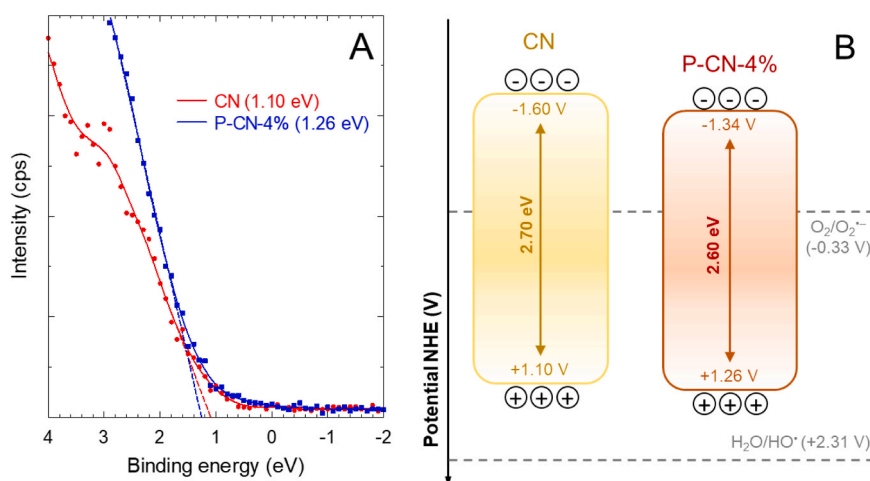 A
CN (1.10 eV)
P-CN-4% (1.26 eV)
Intensity (cps)
4 3 2 1 0 -1 -2
Binding energy (eV)
B
CN
P-CN-4%
- - -
- - -
-1.60 V
-1.34 V
2.70 eV
2.60 eV
O₂/O₂•−
(-0.33 V)
Potential NHE (V)
+1.10 V
+1.26 V
+ + +
+ + +
H₂O/HO• (+2.31 V)